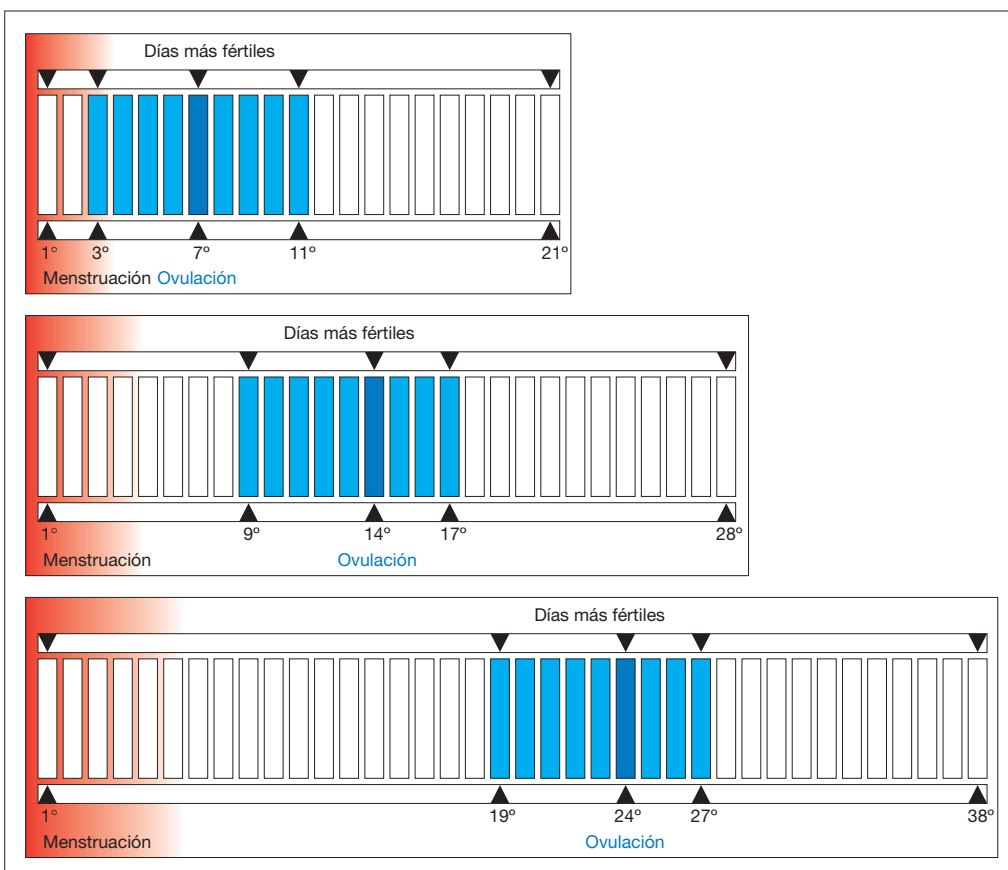 Días más fértiles
1º 3º 7º 11º 21º
Menstruación Ovulación
Días más fértiles
1º 9º 14º 17º 28º
Menstruación Ovulación
Días más fértiles
1º 19º 24º 27º 38º
Menstruación Ovulación